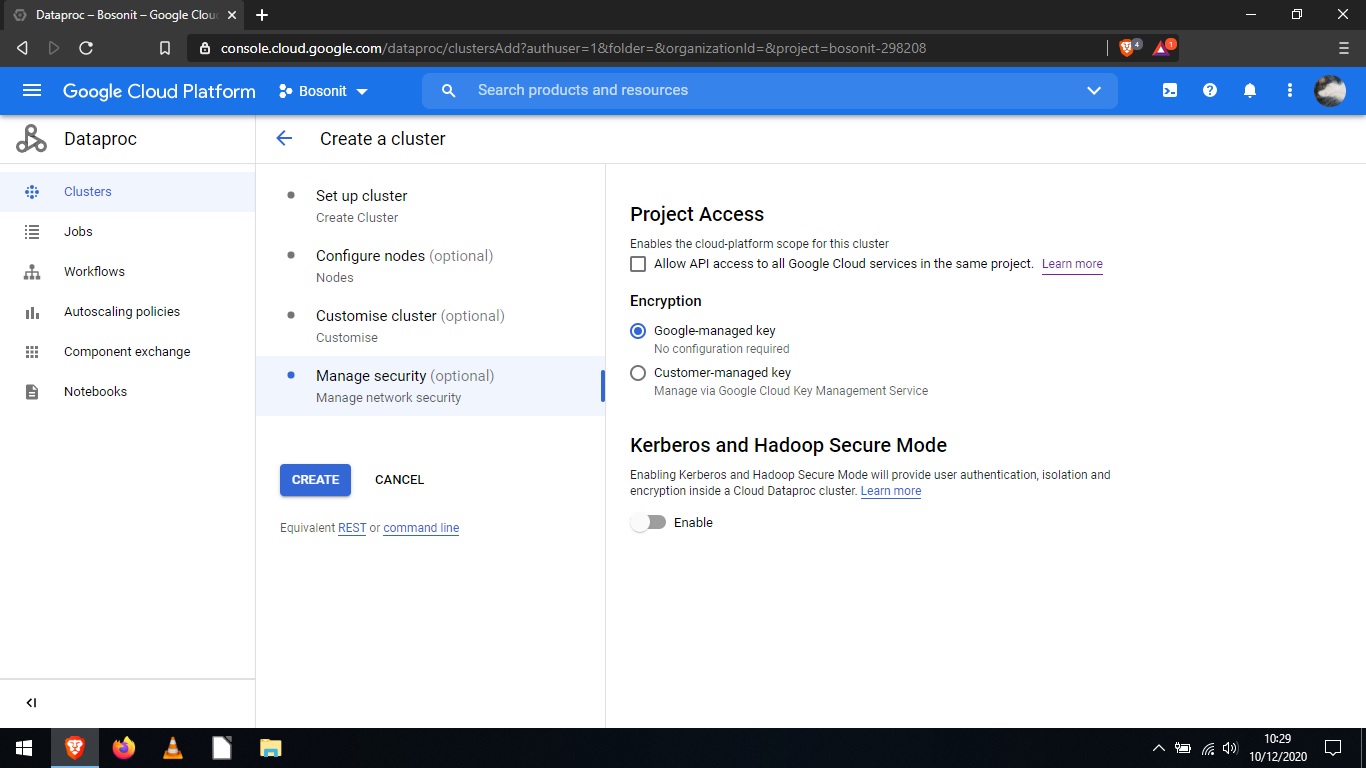 Dataproc – Bosonit – Google Clou
console.cloud.google.com/dataproc/clustersAdd?authuser=1&folder=&organizationId=&project=bosonit-298208
4
1
Google Cloud Platform
Bosonit
Search products and resources
Dataproc
Create a cluster
Clusters
Jobs
Workflows
Autoscaling policies
Component exchange
Notebooks
Set up cluster
Create Cluster
Configure nodes (optional)
Nodes
Customise cluster (optional)
Customise
Manage security (optional)
Manage network security
CREATE
CANCEL
Equivalent REST or command line
Project Access
Enables the cloud-platform scope for this cluster
Allow API access to all Google Cloud services in the same project. Learn more
Encryption
Google-managed key
No configuration required
Customer-managed key
Manage via Google Cloud Key Management Service
Kerberos and Hadoop Secure Mode
Enabling Kerberos and Hadoop Secure Mode will provide user authentication, isolation and
encryption inside a Cloud Dataproc cluster. Learn more
Enable
10:29
10/12/2020